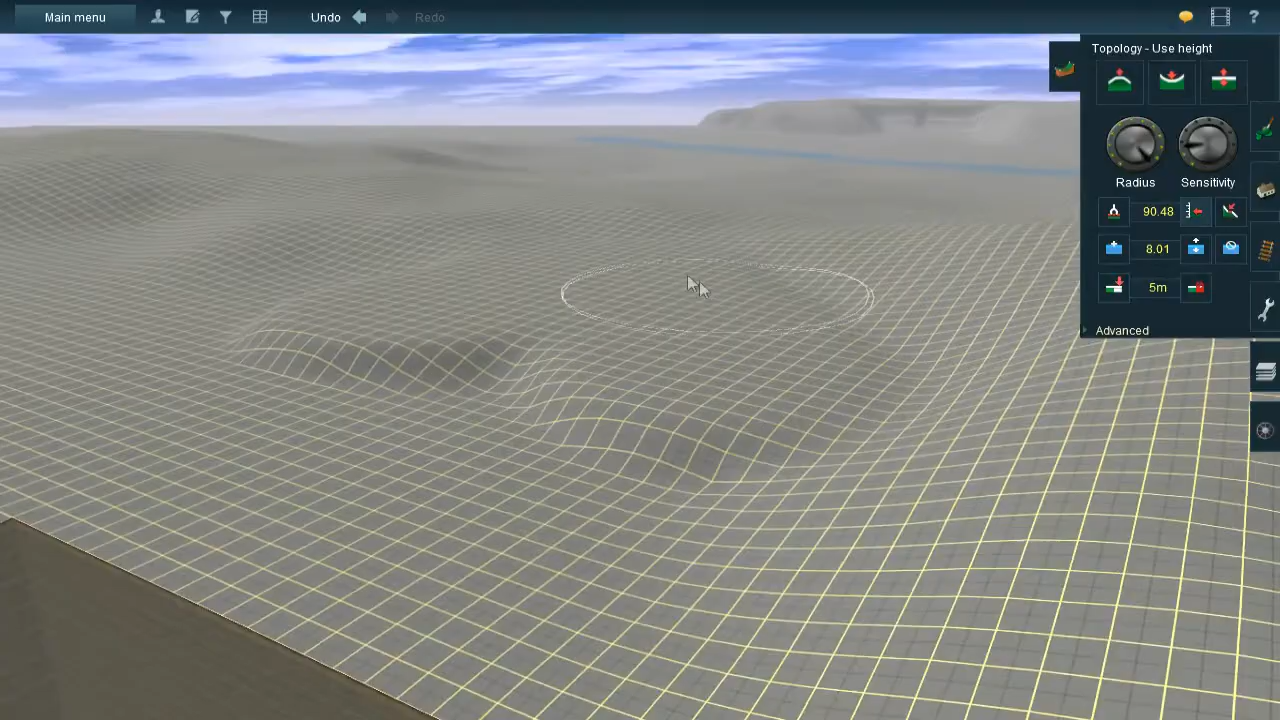 Main menu
Undo
Redo
?
Topology - Use height
Radius
Sensitivity
90.48
8.01
5m
Advanced